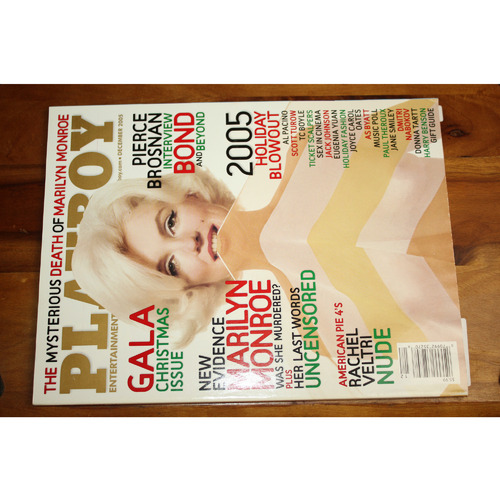 THE MYSTERIOUS DEATH OF MARILYN MONROE
PLAYBOY
ENTERTAINMENT
boy.com • DECEMBER 2005
GALA
CHRISTMAS
ISSUE
PIERCE
BROSNAN
INTERVIEW
BOND
AND BEYOND
NEW
EVIDENCE
MARILYN
MONROE
WAS SHE MURDERED?
PLUS
HER LAST WORDS
UNCENSORED
2005
HOLIDAY
BLOWOUT
AL PACINO
SCOTT TUROW
TC BOYLE
TICKET SCALPERS
SEX IN CINEMA
JACK JOHNSON
EUGENIA YUAN
HOLIDAY FASHION
JOYCE CAROL
OATES
AS BYATT
MUSIC POLL
PAUL THEROUX
JANE SMILEY
DMITRI
NABOKOV
DONNA TARTT
HARRY BENSON
GIFT GUIDE
AMERICAN PIE 4'S
RACHEL
VELTRI
NUDE